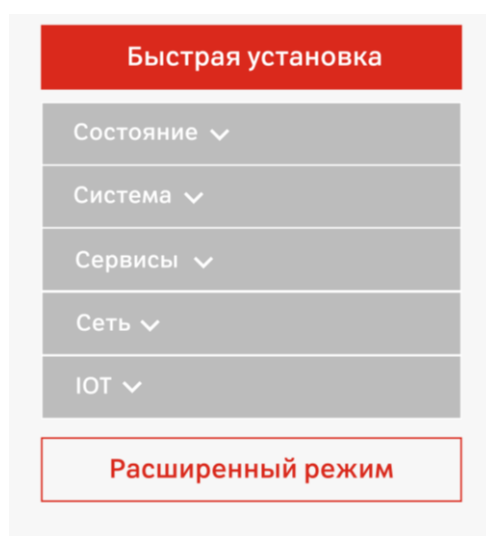 Быстрая установка
Состояние
Система
Сервисы
Сеть
IOT
Расширенный режим